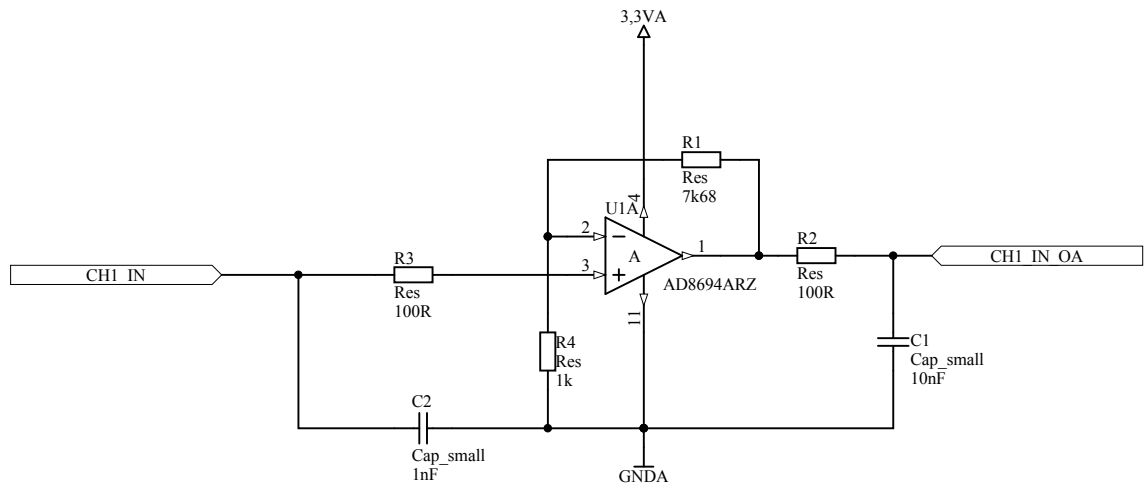 3,3VA
R1
Res
7k68
4
U1A
2
−
A
1
R2
Res
100R
CH1_IN
R3
Res
100R
3
+
AD8694ARZ
CH1_IN_OA
11
R4
Res
1k
C1
Cap_small
10nF
C2
Cap_small
1nF
GNDA